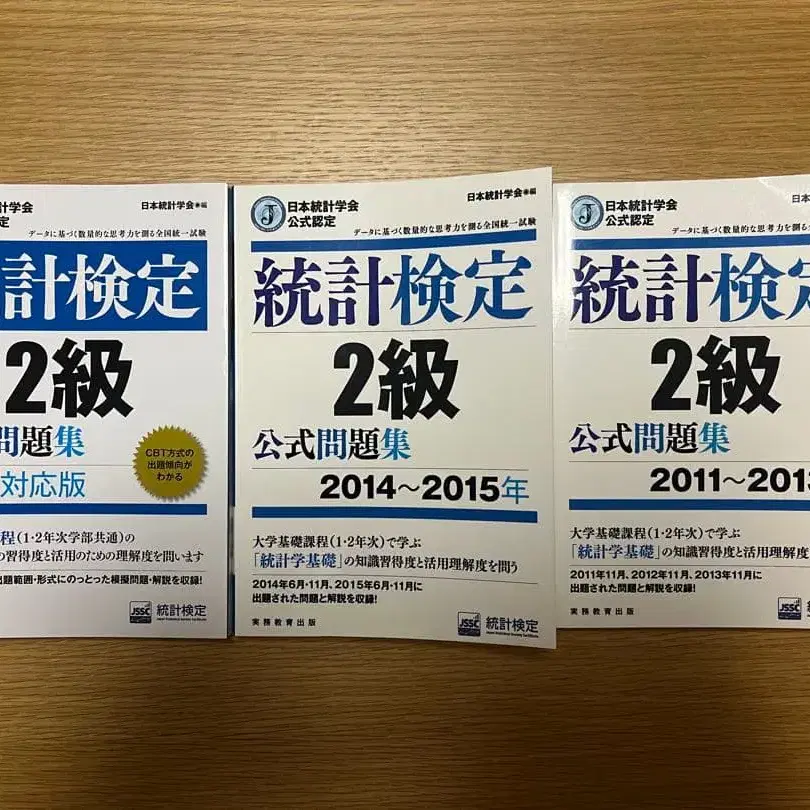 計学会
定
日本統計学会●編
データに基づく数量的な思考力を測る全国統一試験
計検定
2級
問題集
対応版
CBT方式の
出題傾向が
わかる
程(1・2年次学部共通)の
の習得度と活用のための理解度を問います
出題範囲・形式にのっとった模擬問題・解説を収録!
JSSC
統計検定
J
日本統計学会
公式認定
日本統計学会●編
データに基づく数量的な思考力を測る全国統一試験
統計検定
2級
公式問題集
2014〜2015年
大学基礎課程(1・2年次)で学ぶ
「統計学基礎」の知識習得度と活用理解度を問う
2014年6月・11月、2015年6月・11月に
出題された問題と解説を収録!
実務教育出版
JSSC
統計検定
Japan Statistical Society Certificate
J
日本統計学会
公式認定
日本
データに基づく数量的な思考力を測る全
統計検定
2級
公式問題集
2011〜2013
大学基礎課程(1・2年次)で学ぶ
「統計学基礎」の知識習得度と活用理解
2011年11月、2012年11月、2013年11月に
出題された問題と解説を収録!
実務教育出版
JSSC